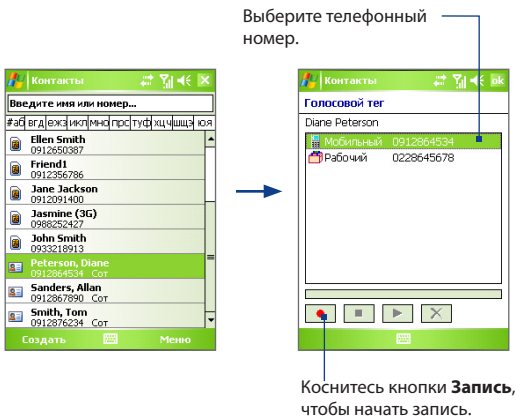 Выберите телефонный
номер.
Контакты
Введите имя или номер...
#аб вгд ежз икл мно прс туф хцч шщэ юя
Ellen Smith
0912650387
Friend1
0912356786
Jane Jackson
0912091400
Jasmine (3G)
0988252427
John Smith
0933218913
Peterson, Diane
0912864534 Сот
Sanders, Allan
0912867890 Сот
Smith, Tom
0912876234 Сот
Создать Меню
Контакты ok
Голосовой тег
Diane Peterson
Мобильный 0912864534
Рабочий 0228645678
Коснитесь кнопки Запись,
чтобы начать запись.